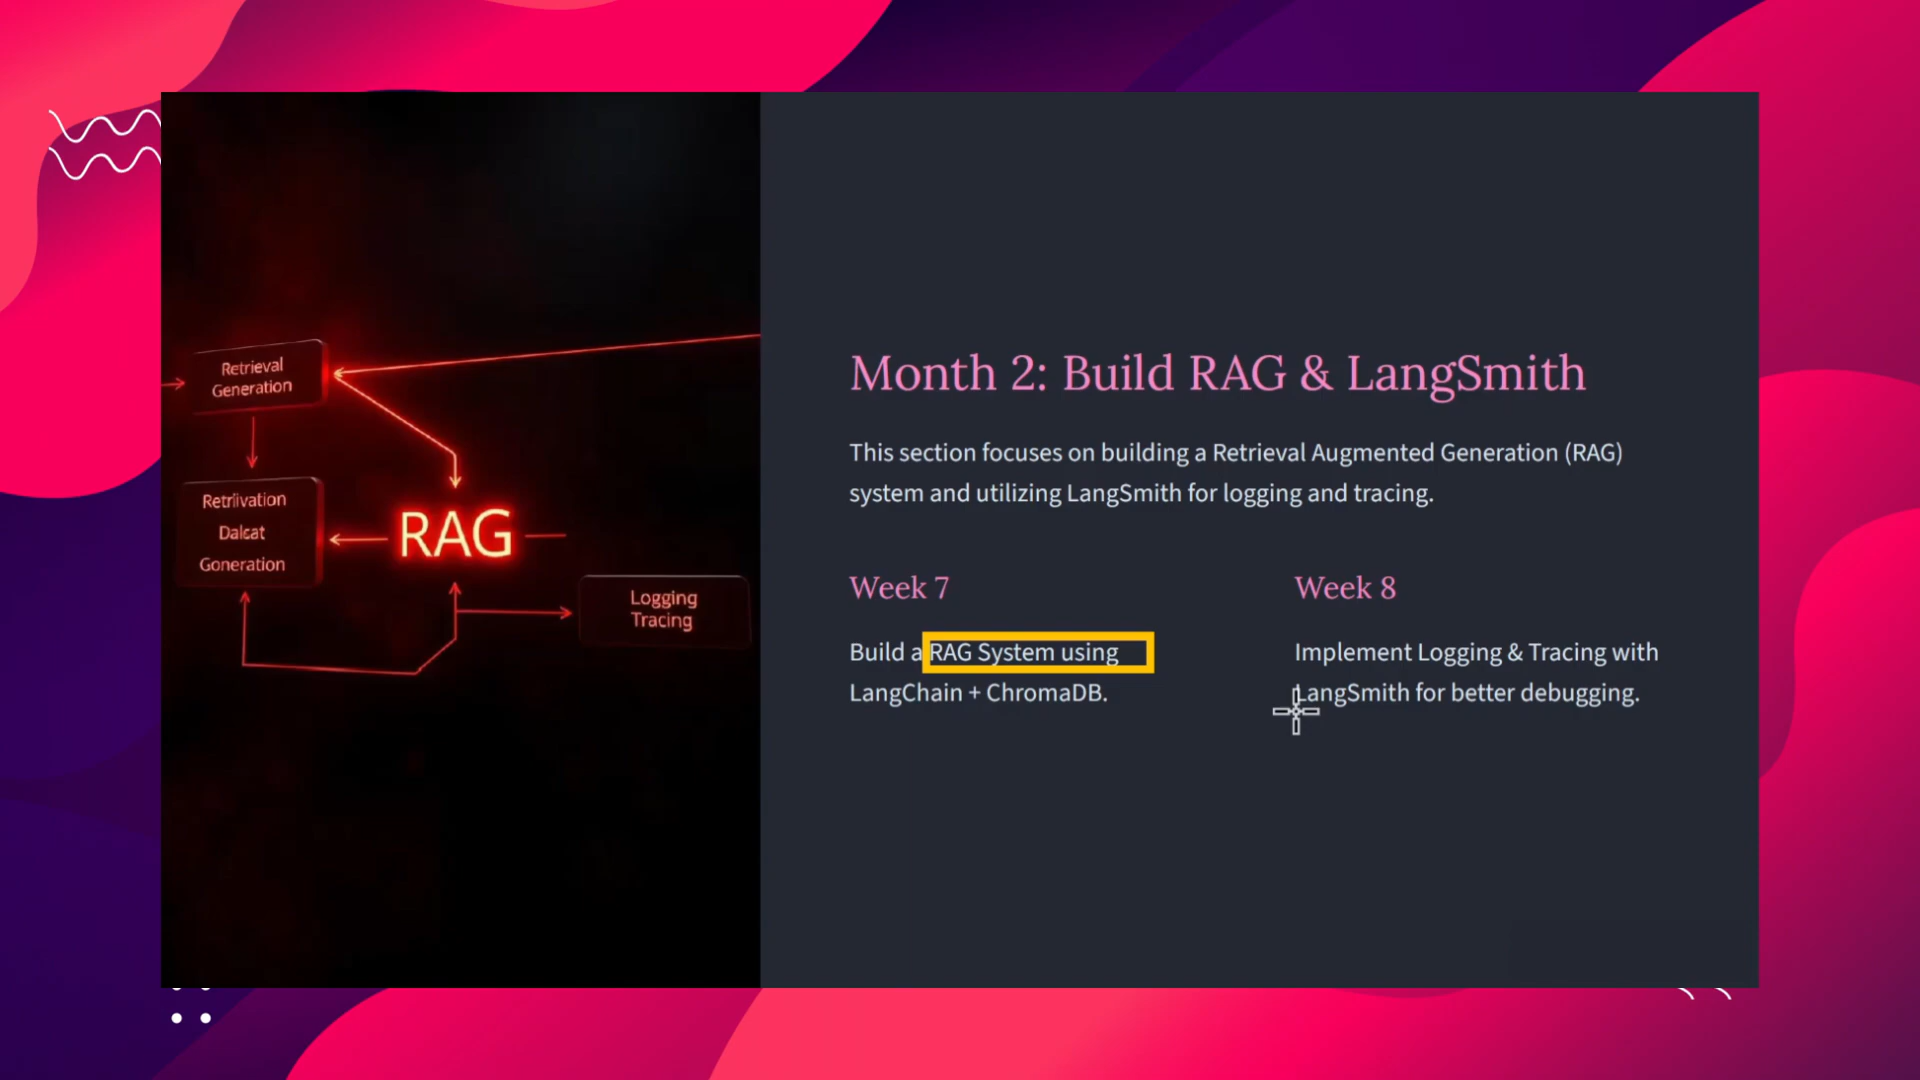 Retrieval
Generation
Retriivation
Dalcat
Goneration
RAG
Logging
Tracing
Month 2: Build RAG & LangSmith
This section focuses on building a Retrieval Augmented Generation (RAG)
system and utilizing LangSmith for logging and tracing.
Week 7
Build a RAG System using
LangChain + ChromaDB.
Week 8
Implement Logging & Tracing with
LangSmith for better debugging.